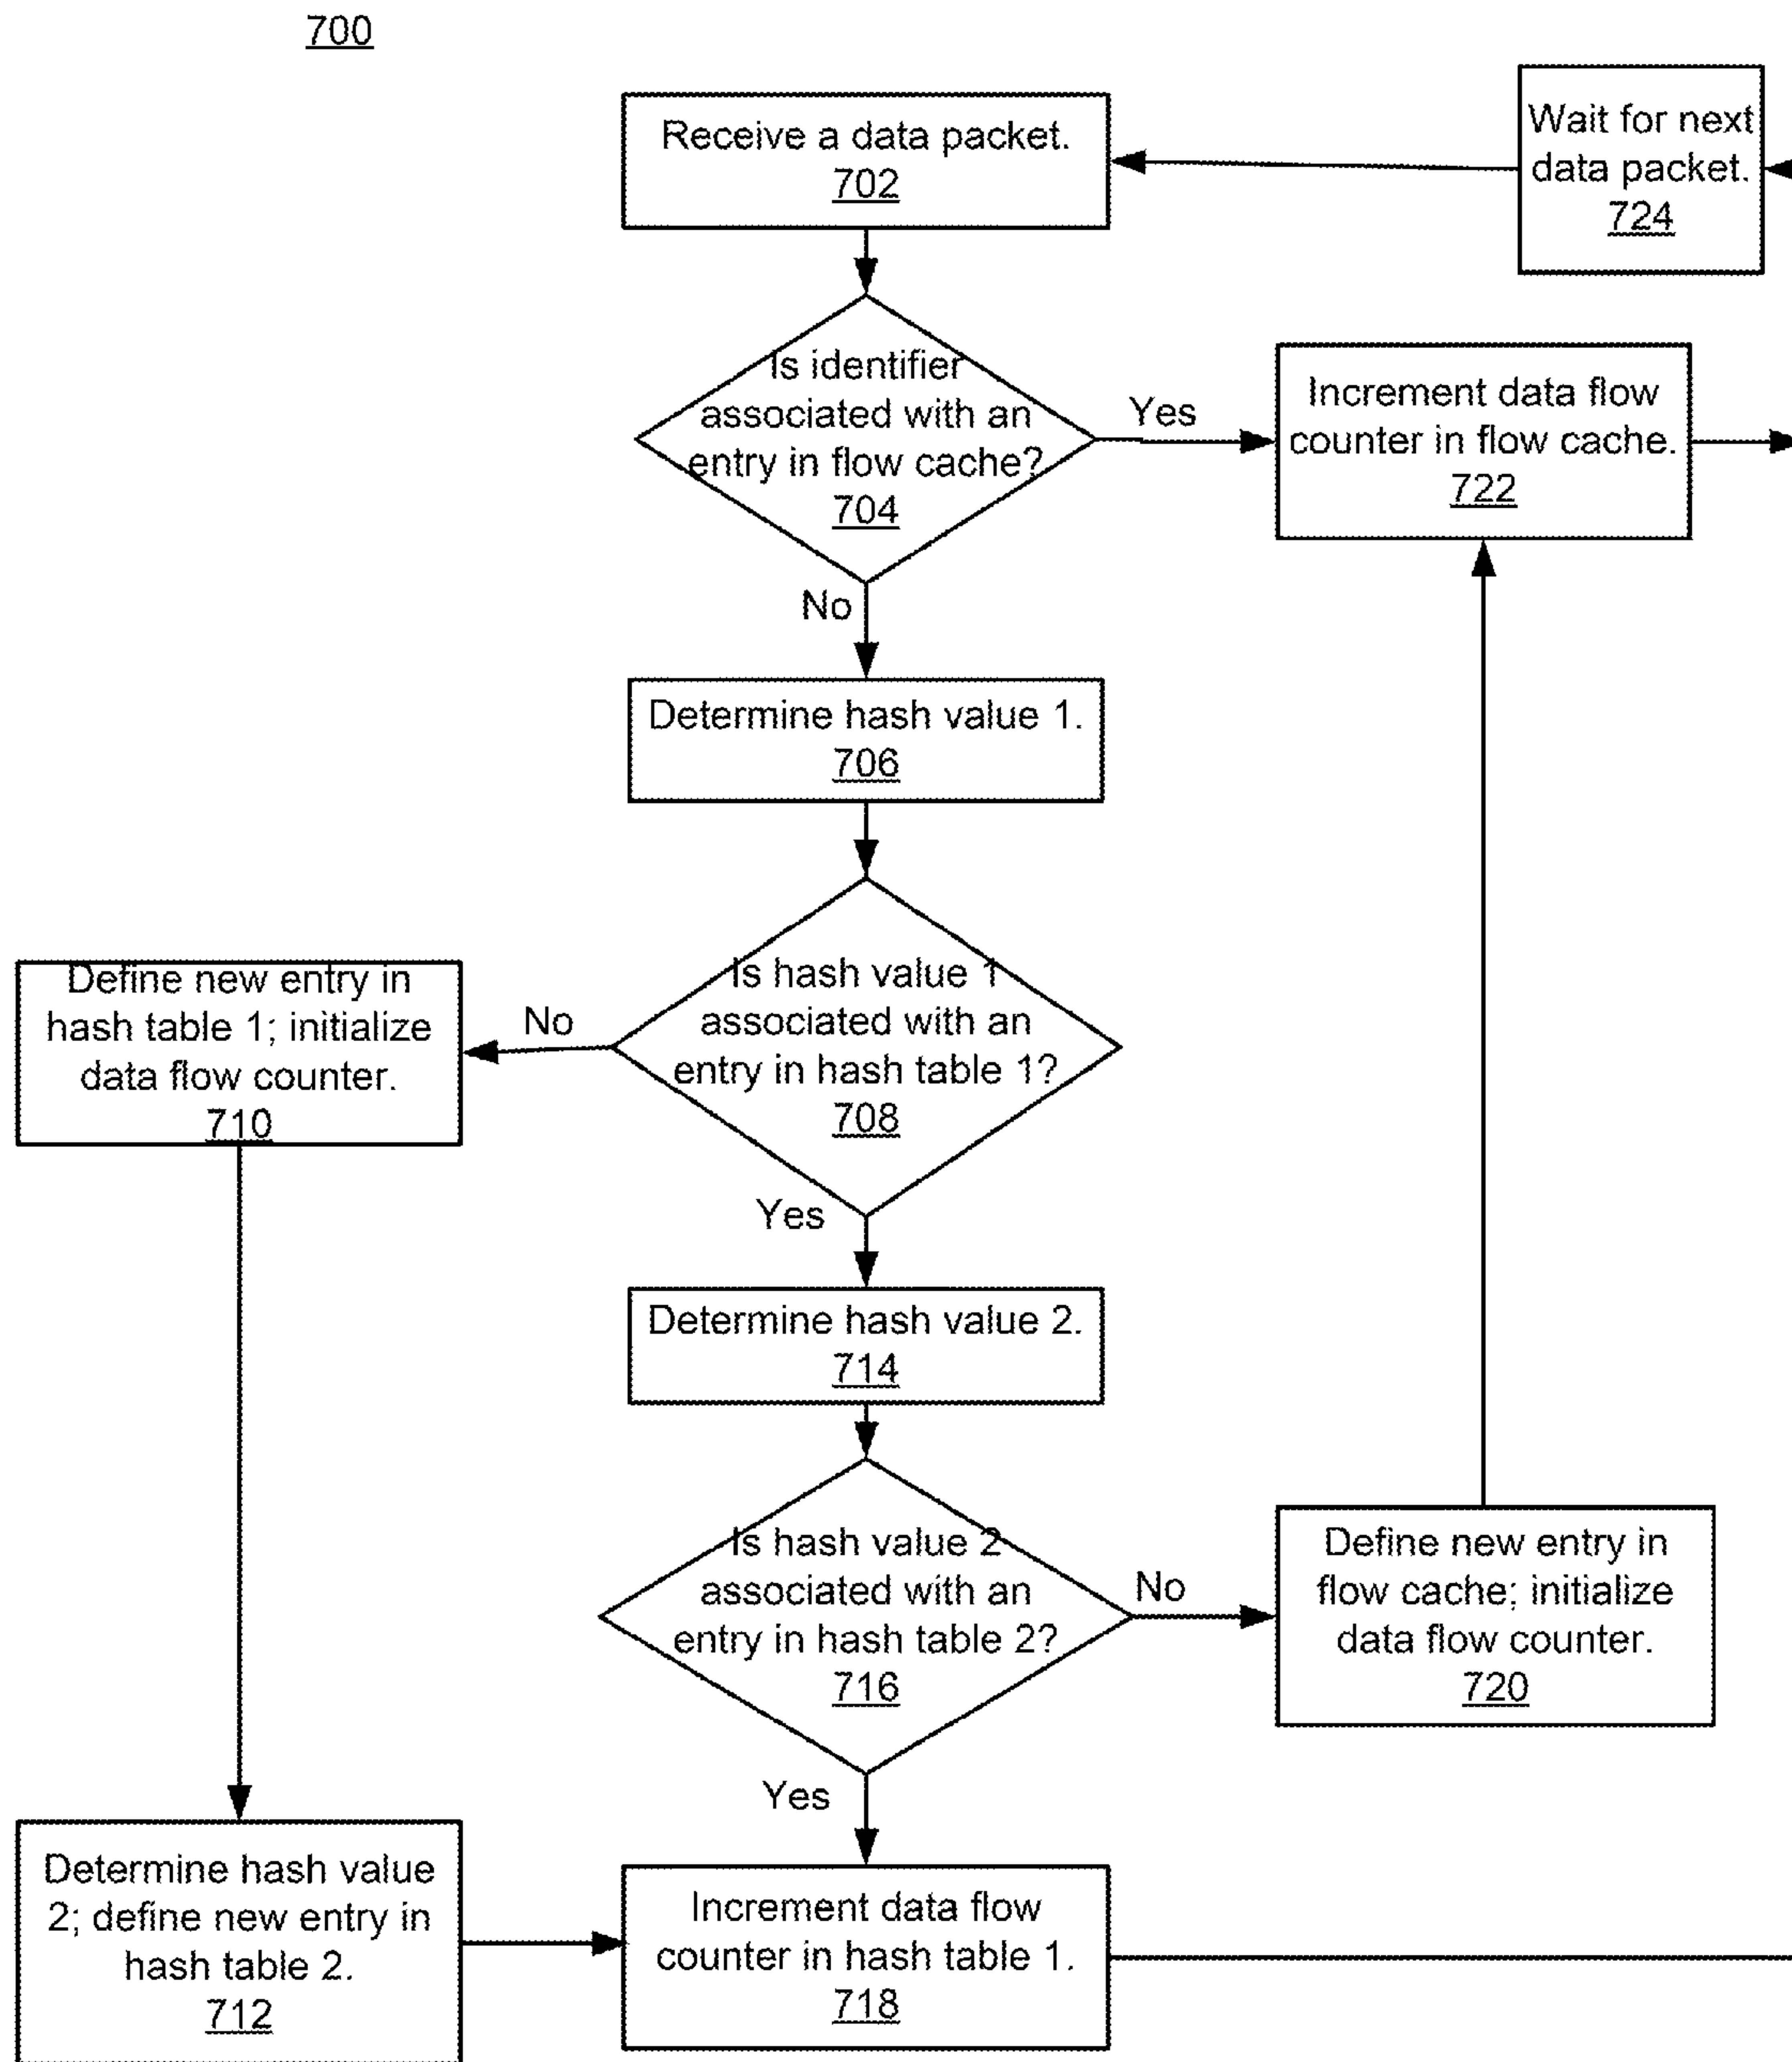 700
Receive a data packet.
702
Wait for next
data packet.
724
Is identifier
associated with an
entry in flow cache?
704
Yes
Increment data flow
counter in flow cache.
722
No
Determine hash value 1.
706
Is hash value 1
associated with an
entry in hash table 1?
708
No
Define new entry in
hash table 1; initialize
data flow counter.
710
Yes
Determine hash value 2.
714
Is hash value 2
associated with an
entry in hash table 2?
716
No
Define new entry in
flow cache; initialize
data flow counter.
720
Yes
Determine hash value
2; define new entry in
hash table 2.
712
Increment data flow
counter in hash table 1.
718